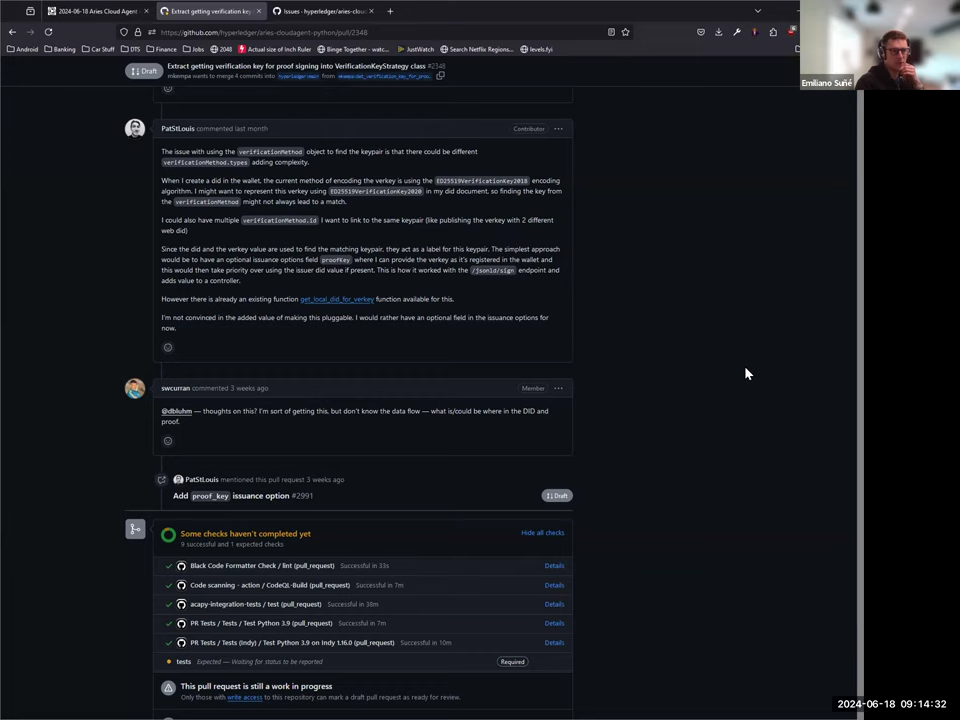 2024-06-18 Aries Cloud Agent
Extract getting verification key
Issues · hyperledger/aries-cloud
https://github.com/hyperledger/aries-cloudagent-python/pull/2348
Android
Banking
Car Stuff
DTS
Finance
Jobs
2048
Actual size of Inch Ruler
Binge Together - watch...
JustWatch
Search Netflix Regions...
levels.fyi
Emiliano Suñé
Draft
Extract getting verification key for proof signing into VerificationKeyStrategy class #2348
mkempa wants to merge 4 commits into hyperledger:main from mkempa:get_verification_key_for_proo…
PatStLouis commented last month
Contributor
The issue with using the verificationMethod object to find the keypair is that there could be different
verificationMethod.types adding complexity.
When I create a did in the wallet, the current method of encoding the verkey is using the ED25519VerificationKey2018 encoding
algorithm. I might want to represent this verkey using ED25519VerificationKey2020 in my did document, so finding the key from
the verificationMethod might not always lead to a match.
I could also have multiple verificationMethod.id I want to link to the same keypair (like publishing the verkey with 2 different
web did)
Since the did and the verkey value are used to find the matching keypair, they act as a label for this keypair. The simplest approach
would be to have an optional issuance options field proofKey where I can provide the verkey as it's registered in the wallet and
this would then take priority over using the issuer did value if present. This is how it worked with the /jsonld/sign endpoint and
adds value to a controller.
However there is already an existing function get_local_did_for_verkey function available for this.
I'm not convinced in the added value of making this pluggable. I would rather have an optional field in the issuance options for
now.
swcurran commented 3 weeks ago
Member
@dbluhm — thoughts on this? I'm sort of getting this, but don't know the data flow — what is/could be where in the DID and
proof.
PatStLouis mentioned this pull request 3 weeks ago
Add proof_key issuance option #2991
Draft
Some checks haven't completed yet
Hide all checks
9 successful and 1 expected checks
Black Code Formatter Check / lint (pull_request) Successful in 33s
Details
Code scanning - action / CodeQL-Build (pull_request) Successful in 7m
Details
acapy-integration-tests / test (pull_request) Successful in 38m
Details
PR Tests / Tests / Test Python 3.9 (pull_request) Successful in 7m
Details
PR Tests / Tests (Indy) / Test Python 3.9 on Indy 1.16.0 (pull_request) Successful in 10m
Details
tests Expected — Waiting for status to be reported
Required
This pull request is still a work in progress
Only those with write access to this repository can mark a draft pull request as ready for review.
2024-06-18 09:14:32